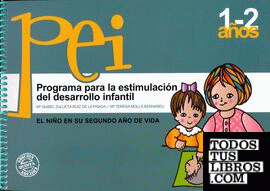 pei
1-2
años
Programa para la estimulación
del desarrollo infantil
Mª ISABEL ZULUETA RUIZ DE LA PRADA / Mª TERESA MOLLÁ BERNABEU
EL NIÑO EN SU SEGUNDO AÑO DE VIDA
TODOS TUS LIBROS